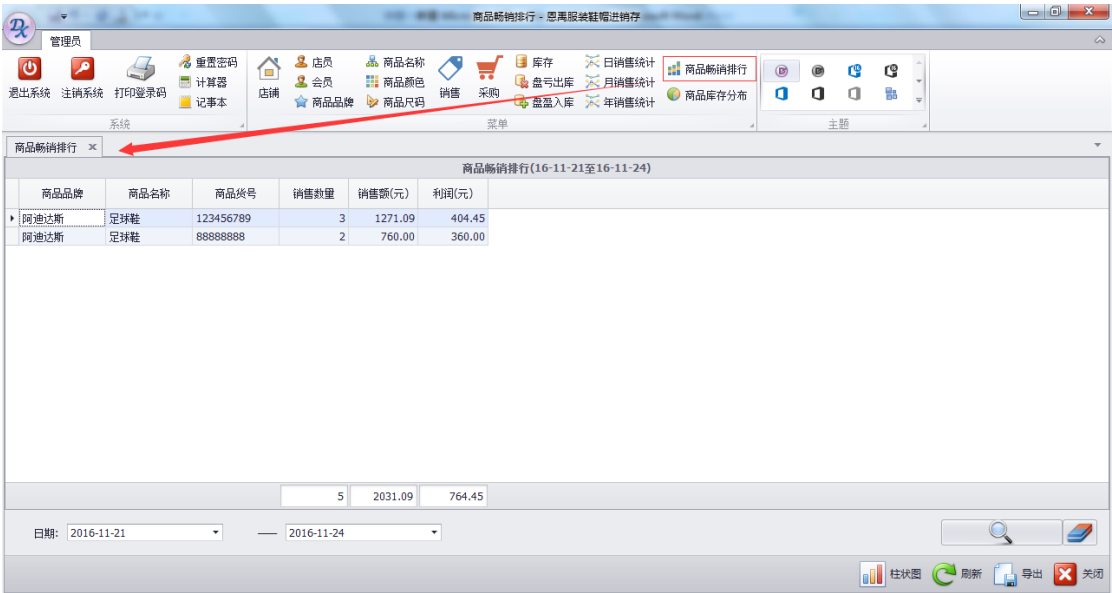 商品畅销排行 - 恩禹服装鞋帽进销存
管理员
退出系统 注销系统 打印登录码 重置密码 计算器 记事本
系统
店铺 店员 会员 商品品牌 商品名称 商品颜色 商品尺码 销售 采购 库存 盘亏出库 盘盈入库 日销售统计 月销售统计 年销售统计 商品畅销排行 商品库存分布
菜单
主题
商品畅销排行
商品畅销排行(16-11-21至16-11-24)
商品品牌 商品名称 商品货号 销售数量 销售额(元) 利润(元)
阿迪达斯 足球鞋 123456789 3 1271.09 404.45
阿迪达斯 足球鞋 88888888 2 760.00 360.00
5 2031.09 764.45
日期: 2016-11-21 — 2016-11-24
柱状图 刷新 导出 关闭